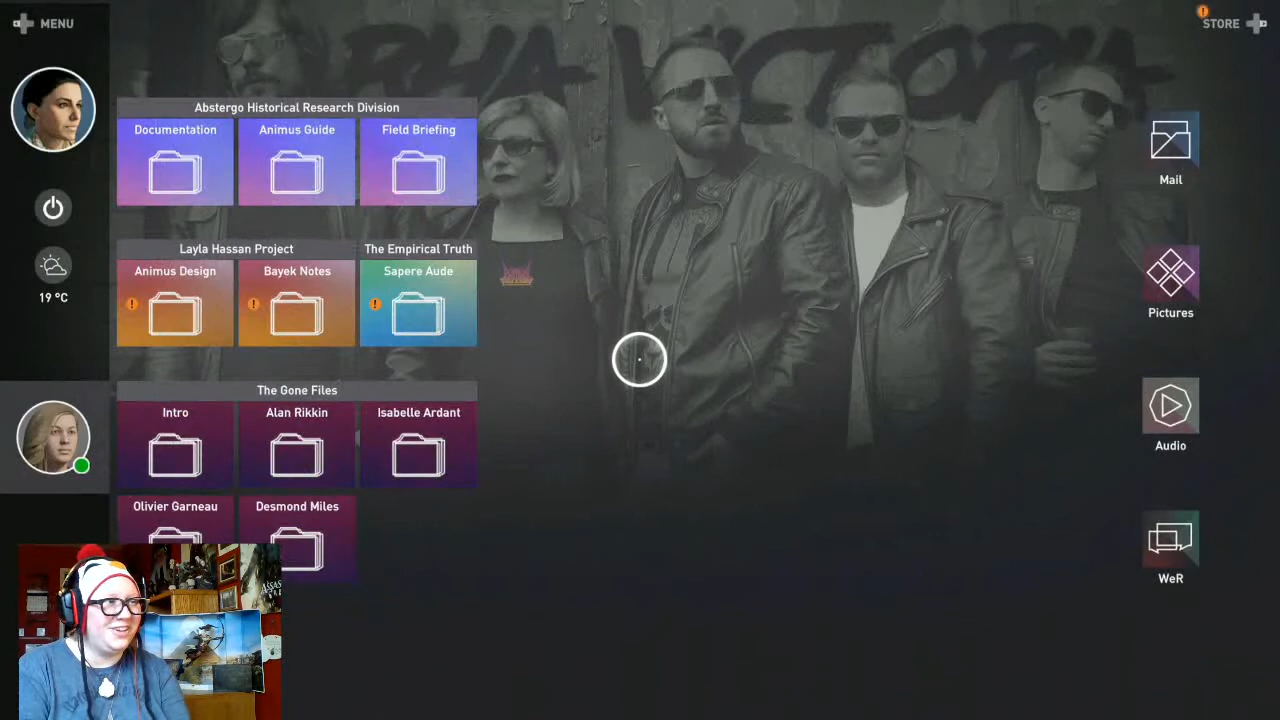 MENU
STORE
RHA VICTORIA
Abstergo Historical Research Division
Documentation
Animus Guide
Field Briefing
Mail
Layla Hassan Project
The Empirical Truth
Animus Design
Bayek Notes
Sapere Aude
19 °C
Pictures
The Gone Files
Intro
Alan Rikkin
Isabelle Ardant
Audio
Olivier Garneau
Desmond Miles
WeR